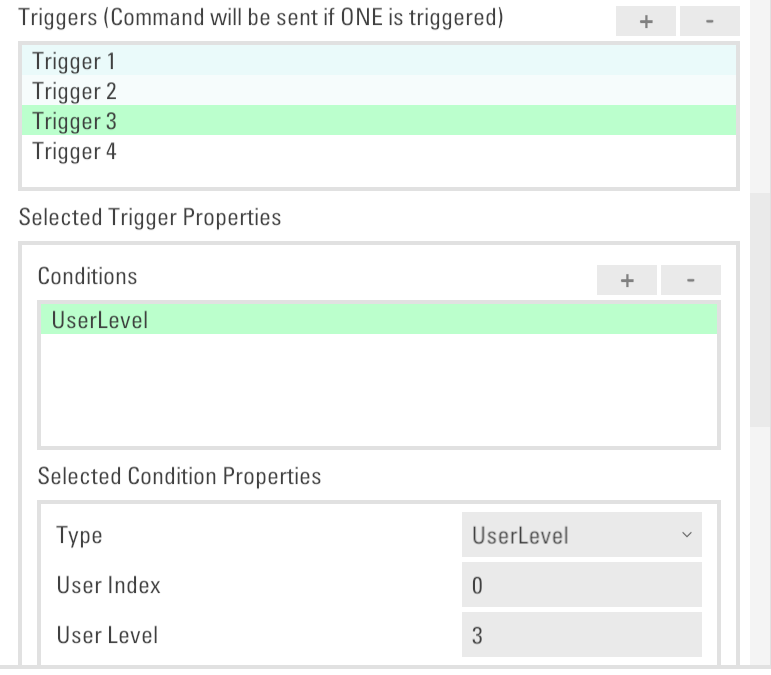 Triggers (Command will be sent if ONE is triggered)
+
-
Trigger 1
Trigger 2
Trigger 3
Trigger 4
Selected Trigger Properties
Conditions
+
-
UserLevel
Selected Condition Properties
Type
UserLevel
User Index
0
User Level
3